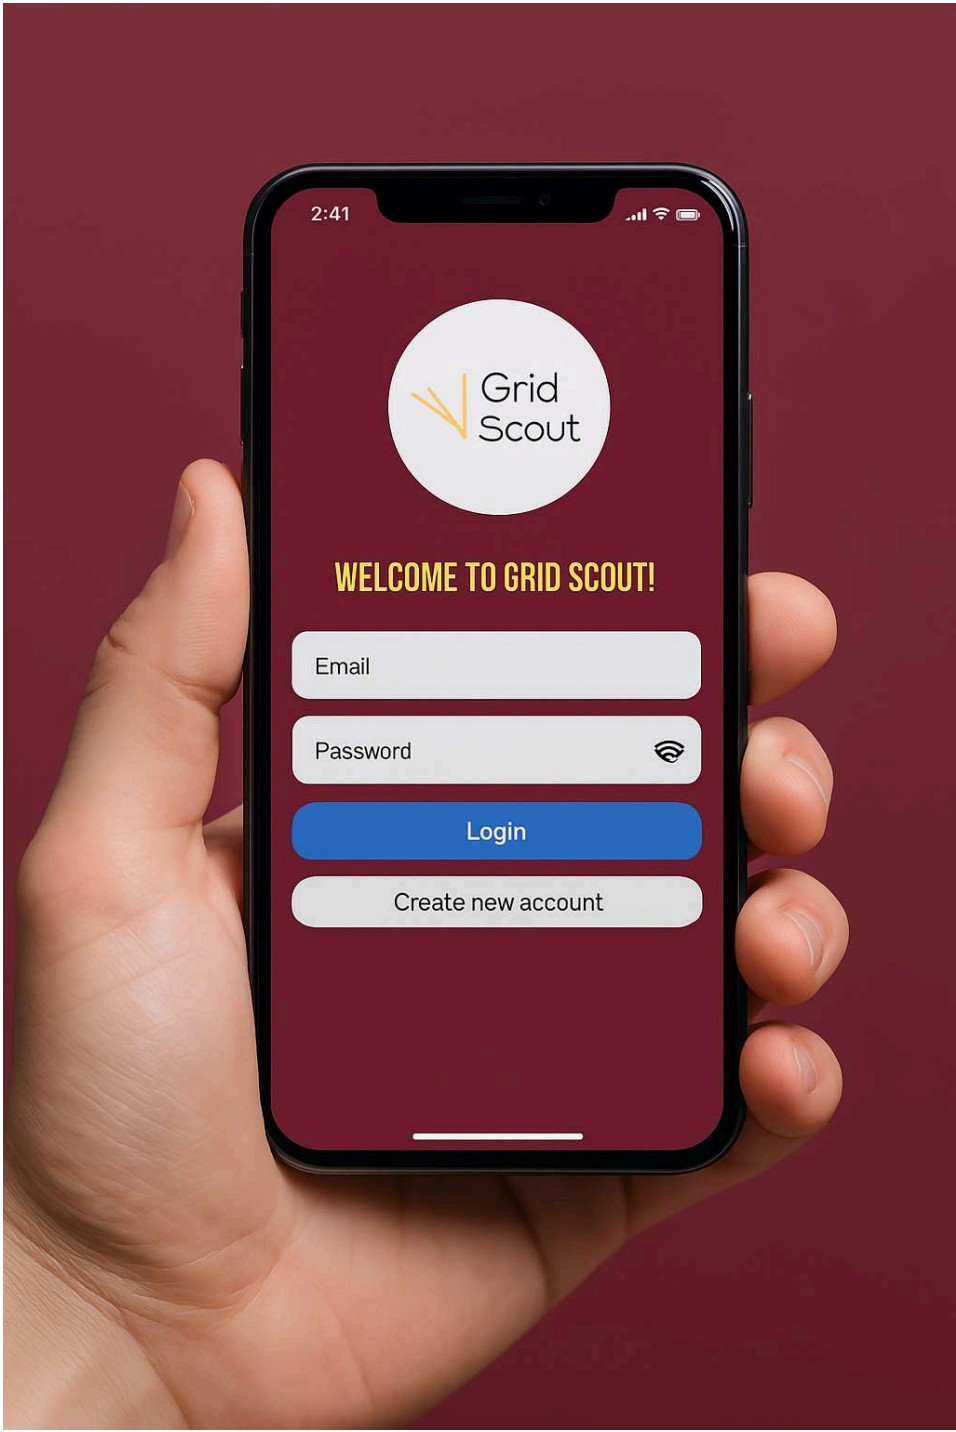 2:41
Grid
Scout
WELCOME TO GRID SCOUT!
Email
Password
Login
Create new account